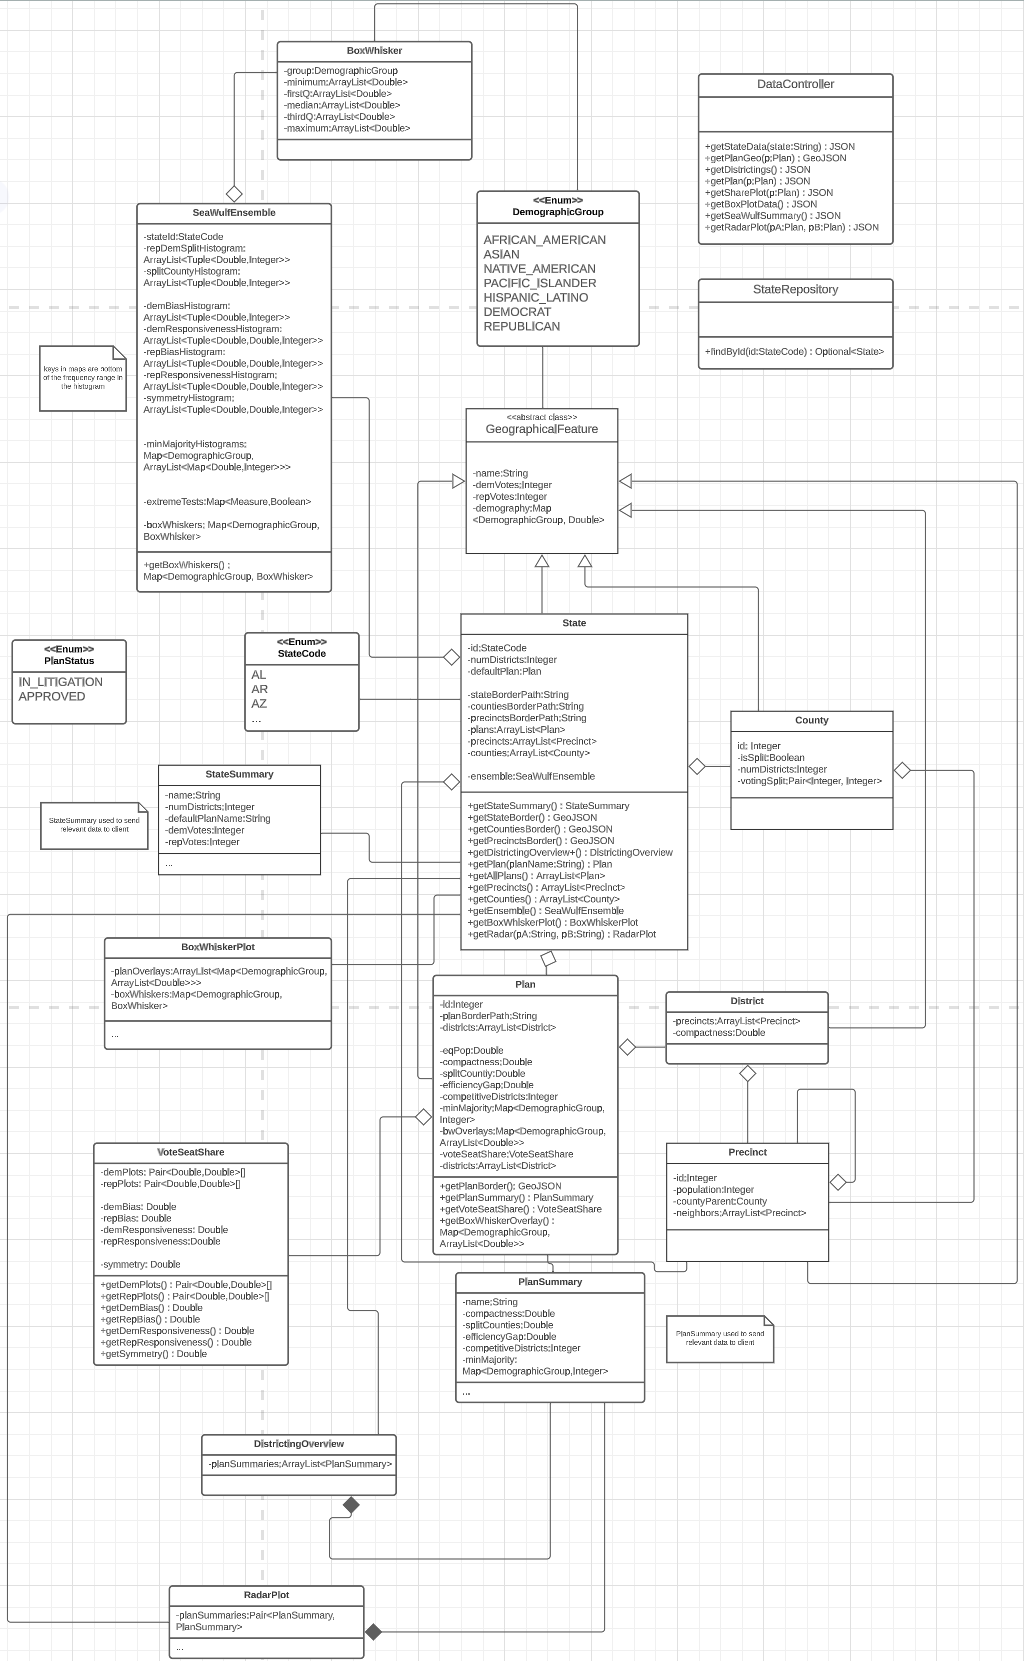 BoxWhisker
-group:DemographicGroup
-minimum:ArrayList<Double>
-firstQ:ArrayList<Double>
-median:ArrayList<Double>
-thirdQ:ArrayList<Double>
-maximum:ArrayList<Double>
DataController
+getStateData(state:String) : JSON
+getPlanGeo(p:Plan) : GeoJSON
+getDistrictings() : JSON
+getPlan(p:Plan) : JSON
+getSharePlot(p:Plan) : JSON
+getBoxPlotData() : JSON
+getSeaWulfSummary() : JSON
+getRadarPlot(pA:Plan, pB:Plan) : JSON
SeaWulfEnsemble
-stateId:StateCode
-repDemSplitHistogram:
ArrayList<Tuple<Double,Integer>>
-splitCountyHistogram:
ArrayList<Tuple<Double,Integer>>
-demBiasHistogram:
ArrayList<Tuple<Double,Integer>>
-demResponsivenessHistogram:
ArrayList<Tuple<Double,Double,Integer>>
-repBiasHistogram:
ArrayList<Tuple<Double,Double,Integer>>
-repResponsivenessHistogram:
ArrayList<Tuple<Double,Double,Integer>>
-symmetryHistogram:
ArrayList<Tuple<Double,Double,Integer>>
-minMajorityHistograms:
Map<DemographicGroup,
ArrayList<Map<Double,Integer>>>
-extremeTests:Map<Measure,Boolean>
-boxWhiskers: Map<DemographicGroup,
BoxWhisker>
+getBoxWhiskers() :
Map<DemographicGroup, BoxWhisker>
<<Enum>>
DemographicGroup
AFRICAN_AMERICAN
ASIAN
NATIVE_AMERICAN
PACIFIC_ISLANDER
HISPANIC_LATINO
DEMOCRAT
REPUBLICAN
StateRepository
+findById(id:StateCode) : Optional<State>
keys in maps are bottom
of the frequency range in
the histogram
<<abstract class>>
GeographicalFeature
-name:String
-demVotes:Integer
-repVotes:Integer
-demography:Map
<DemographicGroup, Double>
<<Enum>>
PlanStatus
IN_LITIGATION
APPROVED
<<Enum>>
StateCode
AL
AR
AZ
...
State
-id:StateCode
-numDistricts:Integer
-defaultPlan:Plan
-stateBorderPath:String
-countiesBorderPath:String
-precinctsBorderPath:String
-plans:ArrayList<Plan>
-precincts:ArrayList<Precinct>
-counties:ArrayList<County>
-ensemble:SeaWulfEnsemble
+getStateSummary() : StateSummary
+getStateBorder() : GeoJSON
+getCountiesBorder() : GeoJSON
+getPrecinctsBorder() : GeoJSON
+getDistrictingOverview+() : DistrictingOverview
+getPlan(planName:String) : Plan
+getAllPlans() : ArrayList<Plan>
+getPrecincts() : ArrayList<Precinct>
+getCounties() : ArrayList<County>
+getEnsemble() : SeaWulfEnsemble
+getBoxWhiskerPlot() : BoxWhiskerPlot
+getRadar(pA:String, pB:String) : RadarPlot
County
id: Integer
-isSplit:Boolean
-numDistricts:Integer
-votingSplit:Pair<Integer, Integer>
StateSummary
-name:String
-numDistricts:Integer
-defaultPlanName:String
-demVotes:Integer
-repVotes:Integer
...
StateSummary used to send
relevant data to client
BoxWhiskerPlot
-planOverlays:ArrayList<Map<DemographicGroup,
ArrayList<Double>>>
-boxWhiskers:Map<DemographicGroup,
BoxWhisker>
...
Plan
-id:Integer
-planBorderPath:String
-districts:ArrayList<District>
-eqPop:Double
-compactness:Double
-splitCountiy:Double
-efficiencyGap:Double
-competitiveDistricts:Integer
-minMajority:Map<DemographicGroup,
Integer>
-bwOverlays:Map<DemographicGroup,
ArrayList<Double>>
-voteSeatShare:VoteSeatShare
-districts:ArrayList<District>
+getPlanBorder(): GeoJSON
+getPlanSummary() : PlanSummary
+getVoteSeatShare() : VoteSeatShare
+getBoxWhiskerOverlay() :
Map<DemographicGroup,
ArrayList<Double>>
District
-precincts:ArrayList<Precinct>
-compactness:Double
Precinct
-id:Integer
-population:Integer
-countyParent:County
-neighbors:ArrayList<Precinct>
VoteSeatShare
-demPlots: Pair<Double,Double>[]
-repPlots: Pair<Double,Double>[]
-demBias: Double
-repBias: Double
-demResponsiveness: Double
-repResponsiveness:Double
-symmetry: Double
+getDemPlots() : Pair<Double,Double>[]
+getRepPlots() : Pair<Double,Double>[]
+getDemBias() : Double
+getRepBias() : Double
+getDemResponsiveness() : Double
+getRepResponsiveness() : Double
+getSymmetry() : Double
PlanSummary
-name:String
-compactness:Double
-splitCounties:Double
-efficiencyGap:Double
-competitiveDistricts:Integer
-minMajority:
Map<DemographicGroup,Integer>
...
PlanSummary used to send
relevant data to client
DistrictingOverview
-planSummaries:ArrayList<PlanSummary>
RadarPlot
-planSummaries:Pair<PlanSummary,
PlanSummary>
...